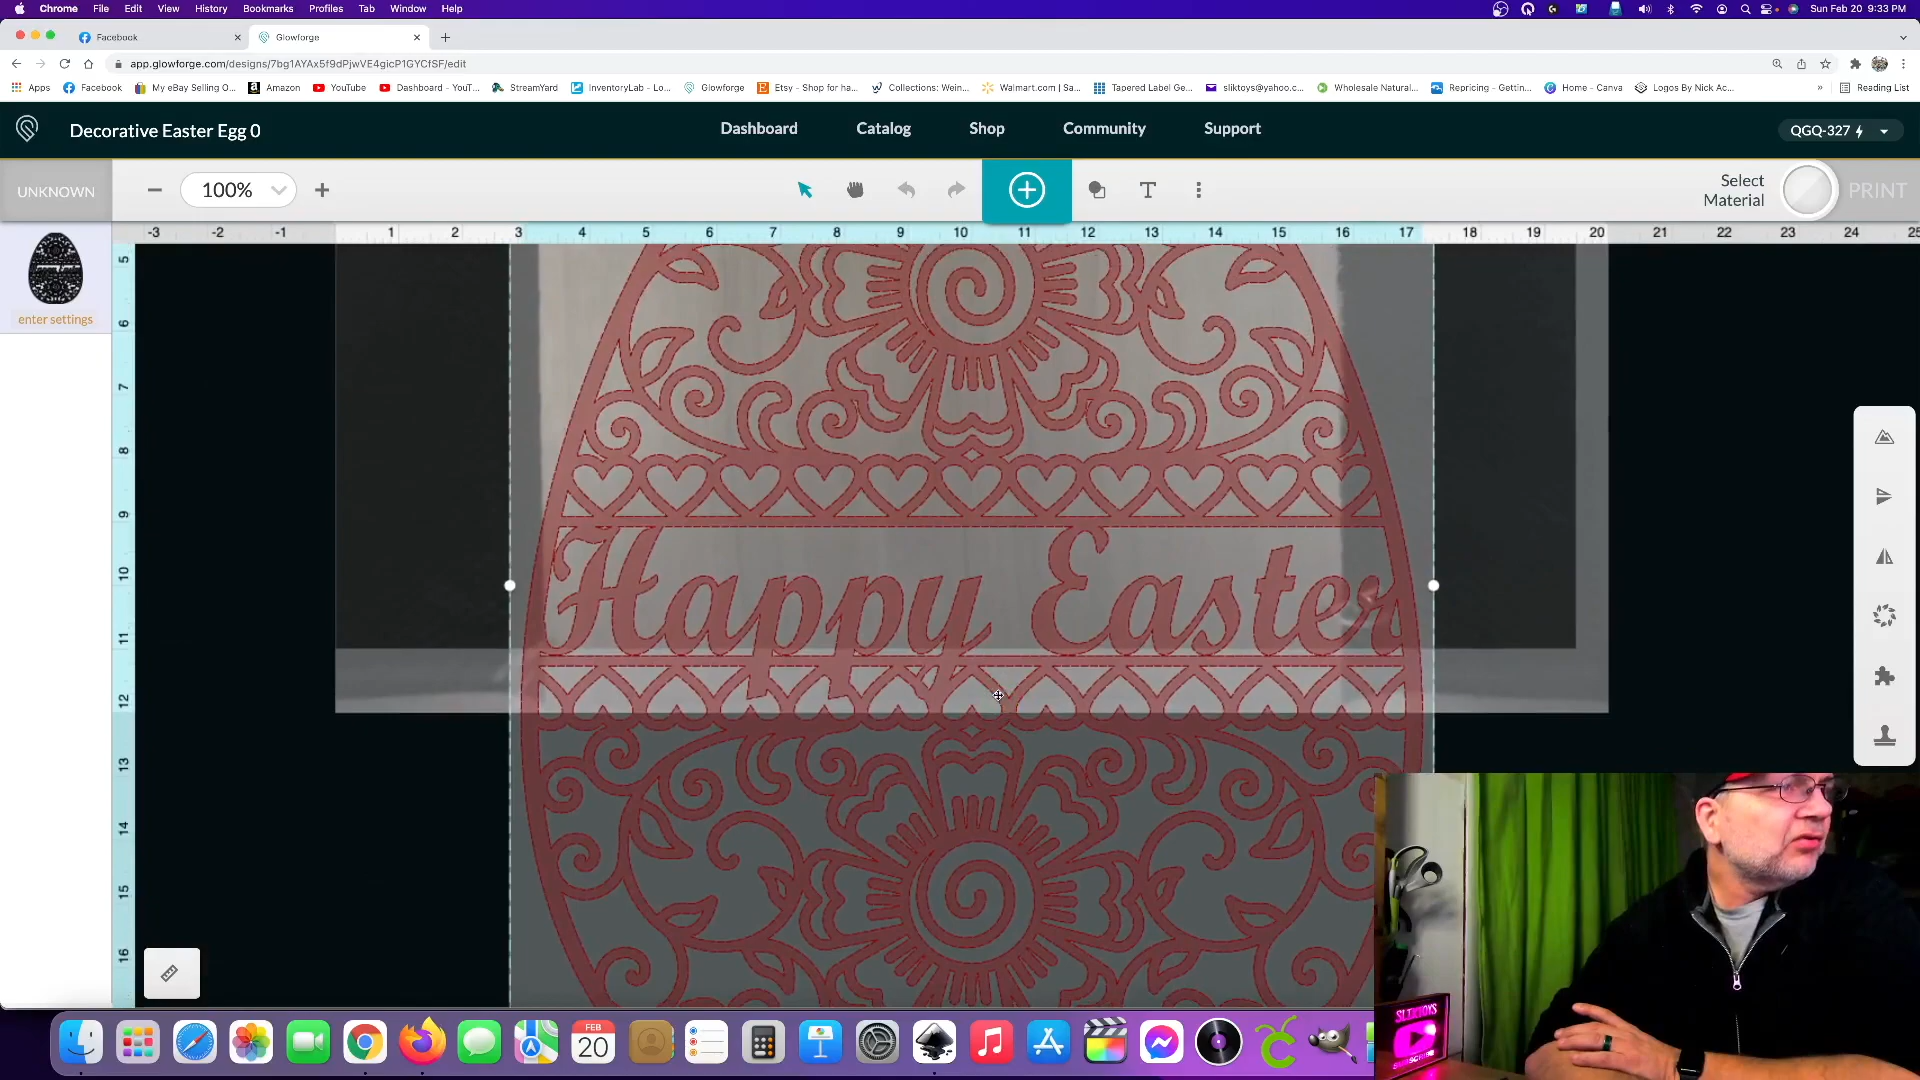 Chrome File Edit View History Bookmarks Profiles Tab Window Help Sun Feb 20 9:33 PM
Facebook Glowforge
app.glowforge.com/designs/7bg1AYAx5f9dPjwVE4gicP1GYCfSF/edit
Apps Facebook My eBay Selling O... Amazon YouTube Dashboard - YouT... StreamYard InventoryLab - Lo... Glowforge Etsy - Shop for ha... Collections: Wein... Walmart.com | Sa... Tapered Label Ge... sliktoys@yahoo.c... Wholesale Natural... Repricing - Gettin... Home - Canva Logos By Nick Ac... » Reading List
Decorative Easter Egg 0 Dashboard Catalog Shop Community Support QGQ-327
UNKNOWN 100% Select Material PRINT
-3 -2 -1 1 2 3 4 5 6 7 8 9 10 11 12 13 14 15 16 17 18 19 20 21 22 23 24 25
enter settings
5
6
7
8
9
10
11
12
13
14
15
16
Happy Easter
FEB
20
SLIKTOYS